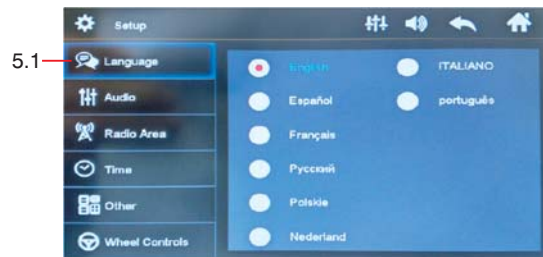 Setup
5.1
Language
Audio
Radio Area
Time
Other
Wheel Controls
English
Español
Français
Русский
Polskie
Nederland
ITALIANO
português